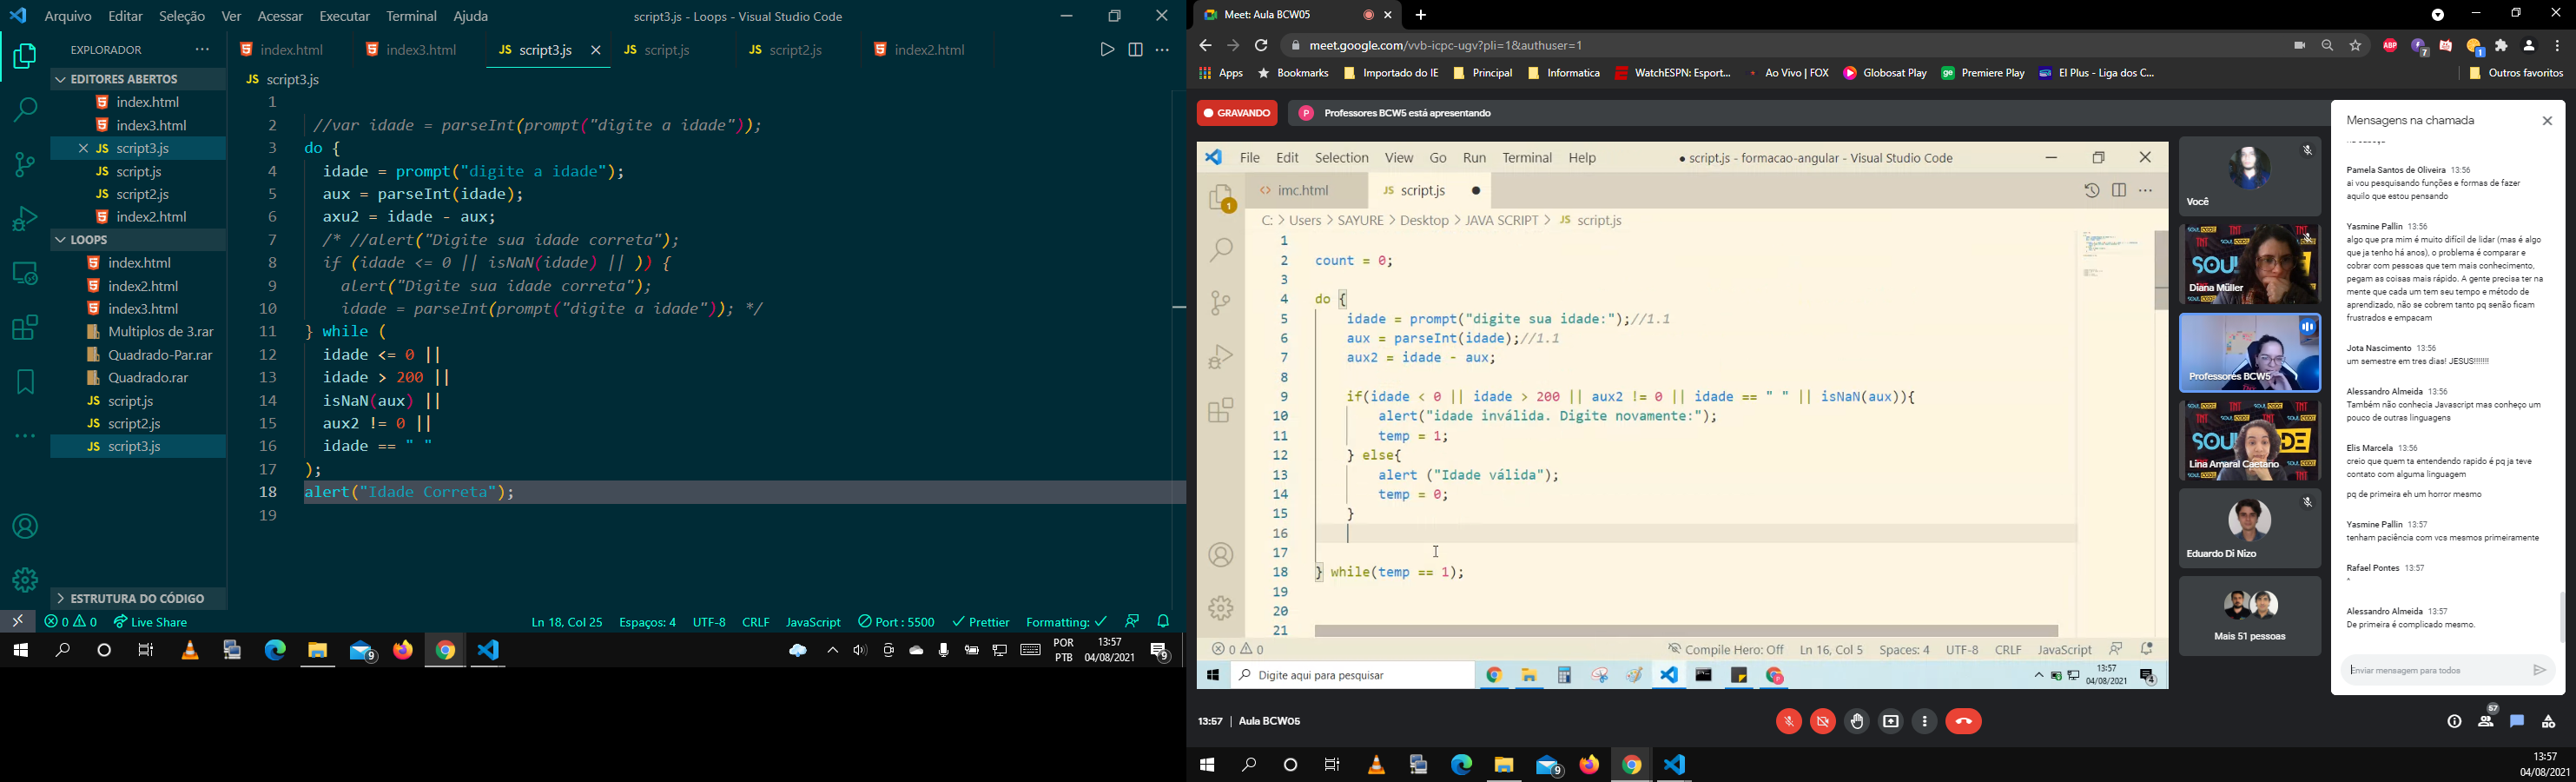 Arquivo Editar Seleção Ver Acessar Executar Terminal Ajuda
script3.js - Loops - Visual Studio Code
EXPLORADOR
EDITORES ABERTOS
index.html
index3.html
script3.js
script.js
script2.js
index2.html
LOOPS
index.html
index2.html
index3.html
Multiplos de 3.rar
Quadrado-Par.rar
Quadrado.rar
script.js
script2.js
script3.js
ESTRUTURA DO CÓDIGO
index.html index3.html script3.js script.js script2.js index2.html
script3.js
1
2 //var idade = parseInt(prompt("digite a idade"));
3 do {
4 idade = prompt("digite a idade");
5 aux = parseInt(idade);
6 axu2 = idade - aux;
7 /* //alert("Digite sua idade correta");
8 if (idade <= 0 || isNaN(idade) || )) {
9 alert("Digite sua idade correta");
10 idade = parseInt(prompt("digite a idade")); */
11 } while (
12 idade <= 0 ||
13 idade > 200 ||
14 isNaN(aux) ||
15 aux2 != 0 ||
16 idade == " "
17 );
18 alert("Idade Correta");
19
0 0 Live Share Ln 18, Col 25 Espaços: 4 UTF-8 CRLF JavaScript Port : 5500 Prettier Formatting:
9
POR
PTB
13:57
04/08/2021
9
Meet: Aula BCW05
meet.google.com/vvb-icpc-ugv?pli=1&authuser=1
ABP 7 1
Apps Bookmarks Importado do IE Principal Informatica WatchESPN: Esport... Ao Vivo | FOX Globosat Play Premiere Play EI Plus - Liga dos C... Outros favoritos
GRAVANDO
P Professores BCW5 está apresentando
File Edit Selection View Go Run Terminal Help
● script.js - formacao-angular - Visual Studio Code
1
imc.html script.js
C: > Users > SAYURE > Desktop > JAVA SCRIPT > JS script.js
1
2 count = 0;
3
4 do {
5 idade = prompt("digite sua idade:");//1.1
6 aux = parseInt(idade);//1.1
7 aux2 = idade - aux;
8
9 if(idade < 0 || idade > 200 || aux2 != 0 || idade == " " || isNaN(aux)){
10 alert("idade inválida. Digite novamente:");
11 temp = 1;
12 } else{
13 alert ("Idade válida");
14 temp = 0;
15 }
16
17
18 } while(temp == 1);
19
20
21
0 0 Compile Hero: Off Ln 16, Col 5 Spaces: 4 UTF-8 CRLF JavaScript
Digite aqui para pesquisar
13:57
04/08/2021
4
Você
Diana Müller
Professores BCW5
Lina Amaral Caetano
Eduardo Di Nizo
Mais 51 pessoas
Mensagens na chamada
Pamela Santos de Oliveira 13:56
ai vou pesquisando funções e formas de fazer
aquilo que estou pensando
Yasmine Pallin 13:56
algo que pra mim é muito difícil de lidar (mas é algo
que ja tenho há anos), o problema é comparar e
cobrar com pessoas que tem mais conhecimento,
pegam as coisas mais rápido. A gente precisa ter na
mente que cada um tem seu tempo e método de
aprendizado, não se cobrem tanto pq senão ficam
frustrados e empacam
Jota Nascimento 13:56
um semestre em tres dias! JESUS!!!!!!!
Alessandro Almeida 13:56
Também não conhecia Javascript mas conheço um
pouco de outras linguagens
Elis Marcela 13:56
creio que quem ta entendendo rapido é pq ja teve
contato com alguma linguagem
pq de primeira eh um horror mesmo
Yasmine Pallin 13:57
tenham paciência com vcs mesmos primeiramente
Rafael Pontes 13:57
^
Alessandro Almeida 13:57
De primeira é complicado mesmo.
Enviar mensagem para todos
13:57 | Aula BCW05
57
9
13:57
04/08/2021